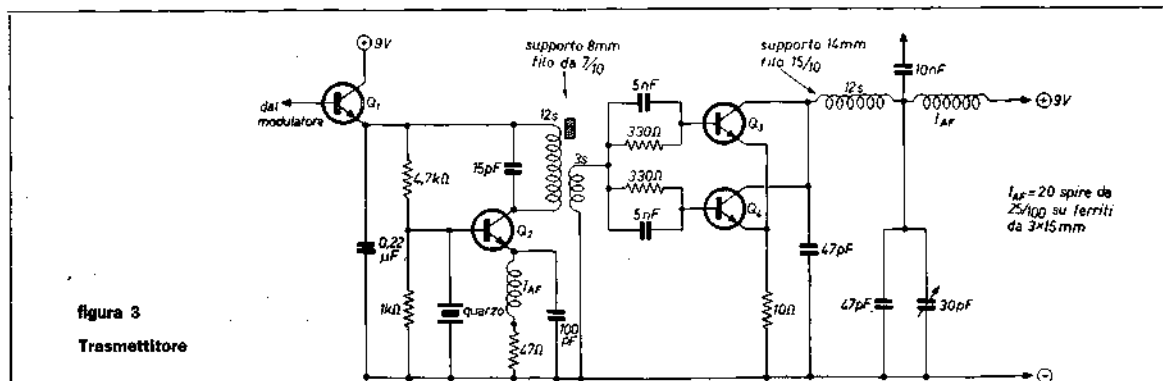 ⊕ 9V
dal
modulatore
Q1
supporto 8mm
filo da 7/10
12s
3s
4,7kΩ
15pF
Q2
0,22
µF
1kΩ
quarzo
IAF
47Ω
100
pF
5nF
330Ω
330Ω
5nF
Q3
Q4
10Ω
47pF
supporto 14mm
filo 15/10
12s
10nF
IAF
⊕ 9V
IAF = 20 spire da
25/100 su ferriti
da 3×15mm
47pF
30pF
⊖
figura 3
Trasmettitore